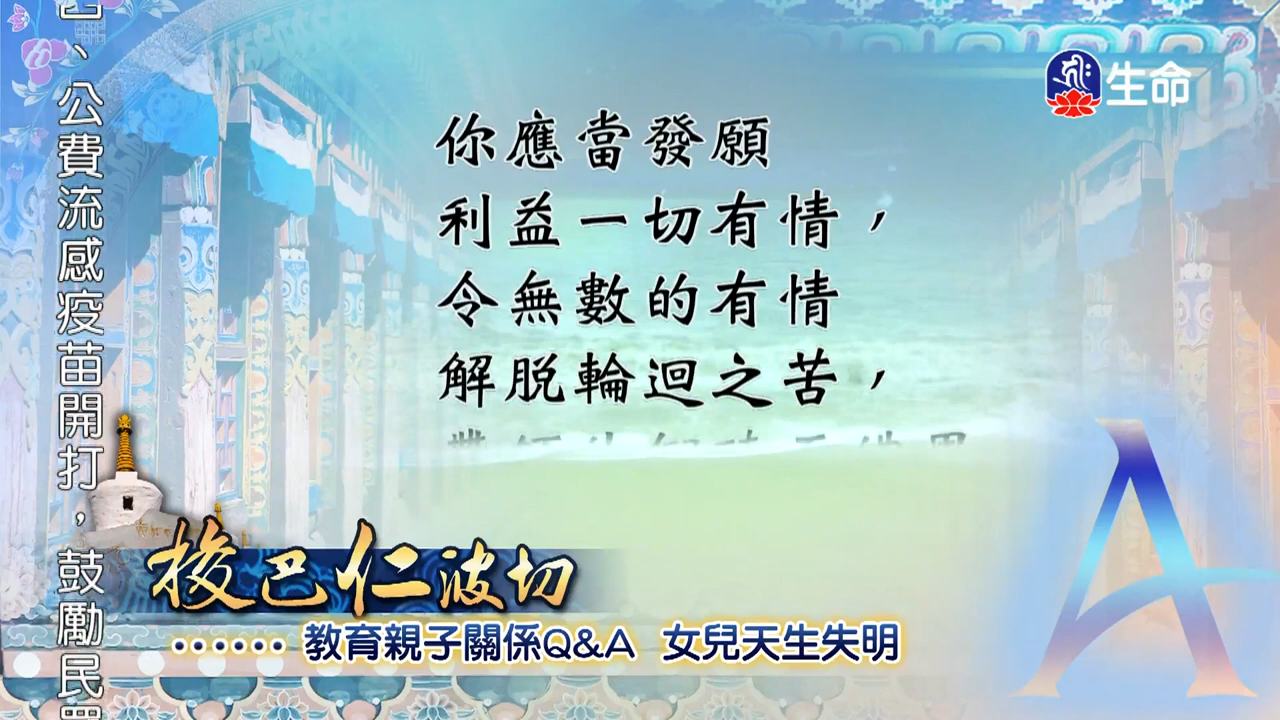 生命
你應當發願
利益一切有情，
令無數的有情
解脫輪迴之苦，
、公費流感疫苗開打，鼓勵民眾
梭巴仁波切
……教育親子關係Q&A 女兒天生失明
A